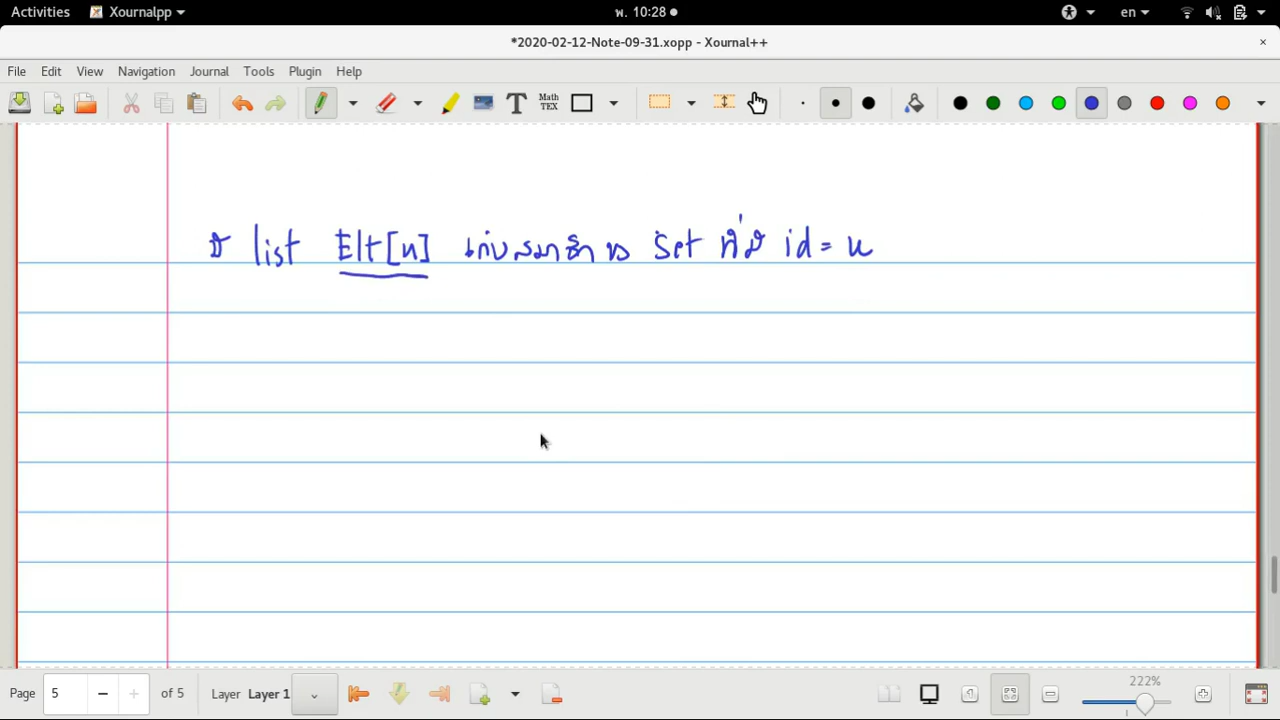 Activities Xournalpp พ. 10:28 en
*2020-02-12-Note-09-31.xopp - Xournal++
File Edit View Navigation Journal Tools Plugin Help
Math TEX
มี list Elt[u] เก็บสมาชิกของ Set ที่มี id = u
222%
Page 5 of 5 Layer Layer 1